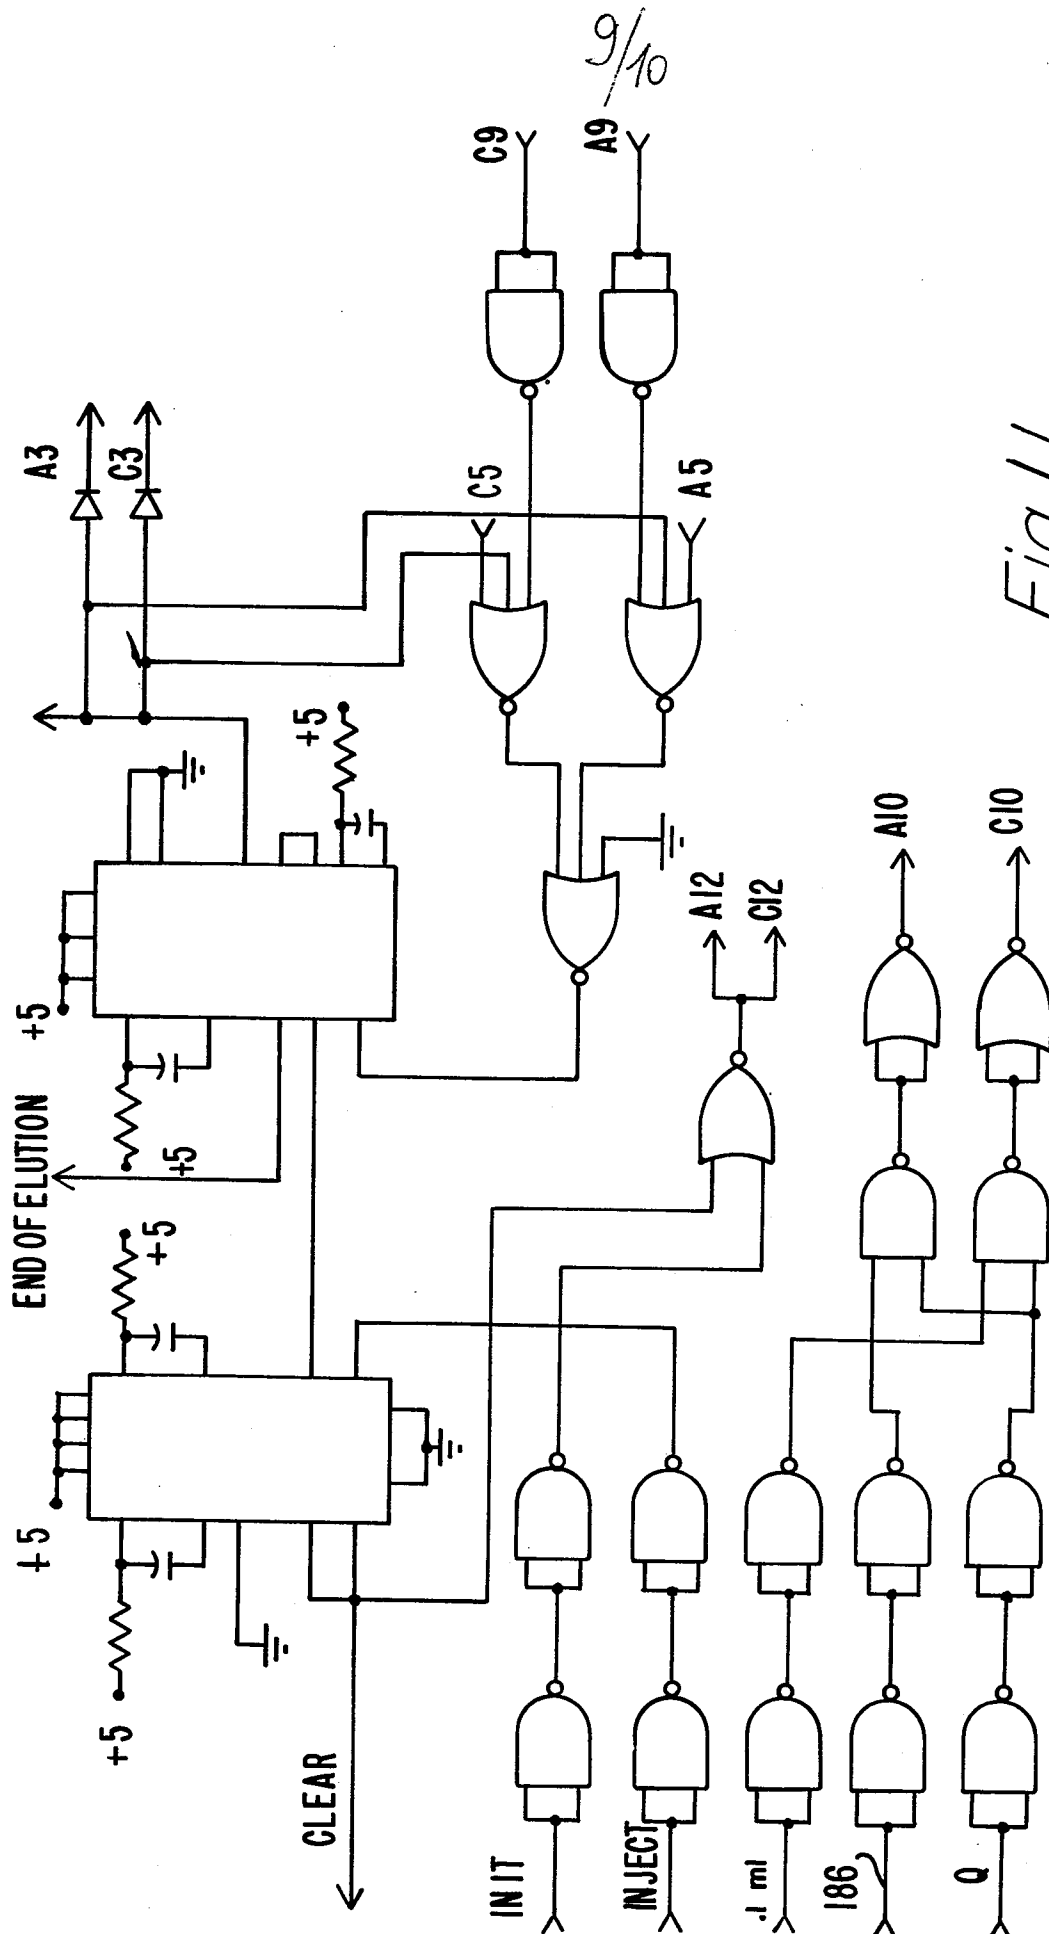 9/10
C9
A9
A3
C3
C5
A5
+5
+5
+5
END OF ELUTION
+5
+5
+5
A12
C12
A10
C10
CLEAR
INIT
INJECT
.1 ml
186
Q
Fig 11